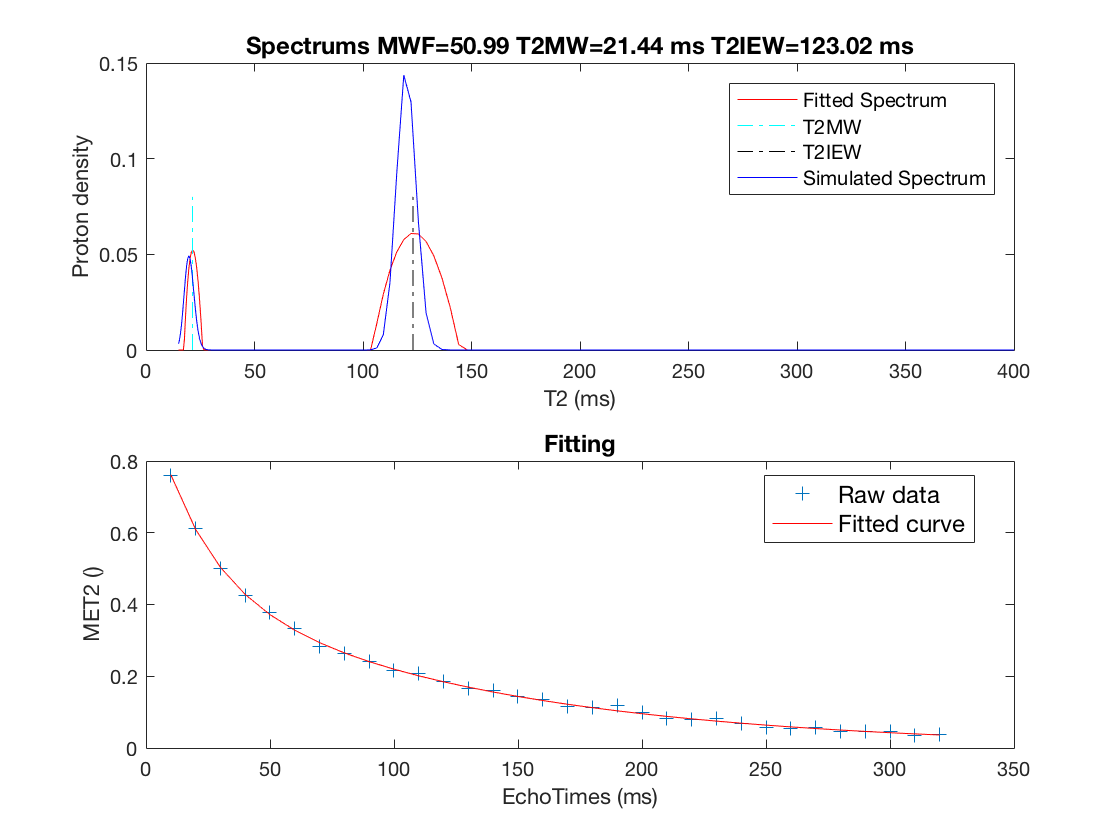 Spectrums MWF=50.99 T2MW=21.44 ms T2IEW=123.02 ms
0.15
0.1
0.05
0
Proton density
Fitted Spectrum
T2MW
T2IEW
Simulated Spectrum
0 50 100 150 200 250 300 350 400
T2 (ms)
Fitting
0.8
0.6
0.4
0.2
0
MET2 ()
Raw data
Fitted curve
0 50 100 150 200 250 300 350
EchoTimes (ms)